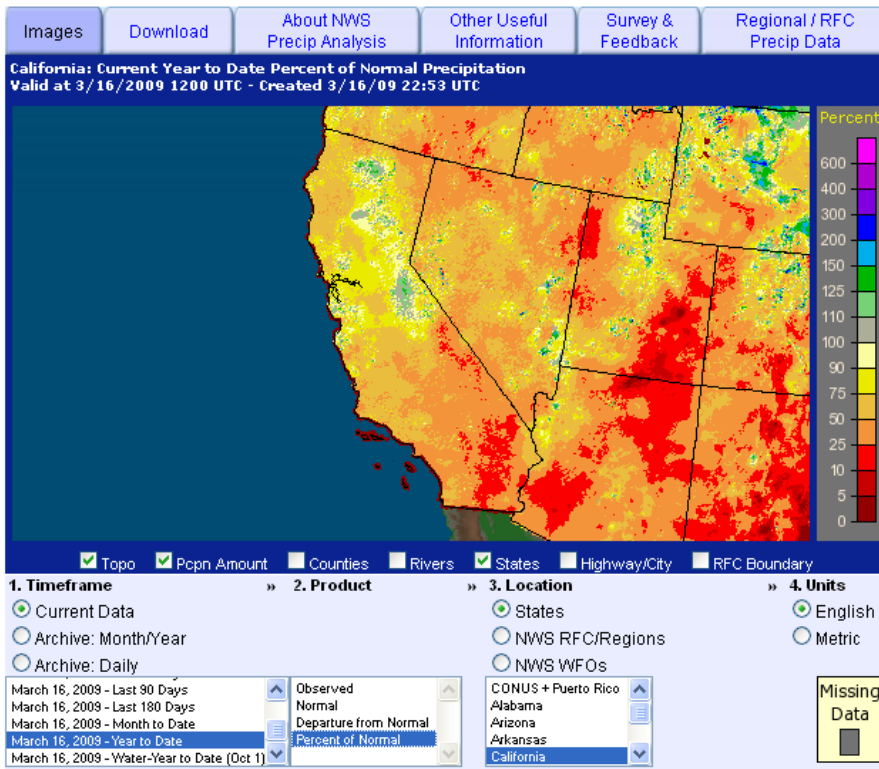 Images
Download
About NWS
Precip Analysis
Other Useful
Information
Survey &
Feedback
Regional / RFC
Precip Data
California: Current Year to Date Percent of Normal Precipitation
Valid at 3/16/2009 1200 UTC - Created 3/16/09 22:53 UTC
Percent
600
400
300
200
150
125
110
100
90
75
50
25
10
5
0
Topo Pcpn Amount Counties Rivers States Highway/City RFC Boundary
1. Timeframe » 2. Product » 3. Location » 4. Units
Current Data
Archive: Month/Year
Archive: Daily
States
NWS RFC/Regions
NWS WFOs
English
Metric
March 16, 2009 - Last 90 Days
March 16, 2009 - Last 180 Days
March 16, 2009 - Month to Date
March 16, 2009 - Year to Date
March 16, 2009 - Water-Year to Date (Oct 1)
Observed
Normal
Departure from Normal
Percent of Normal
CONUS + Puerto Rico
Alabama
Arizona
Arkansas
California
Missing
Data